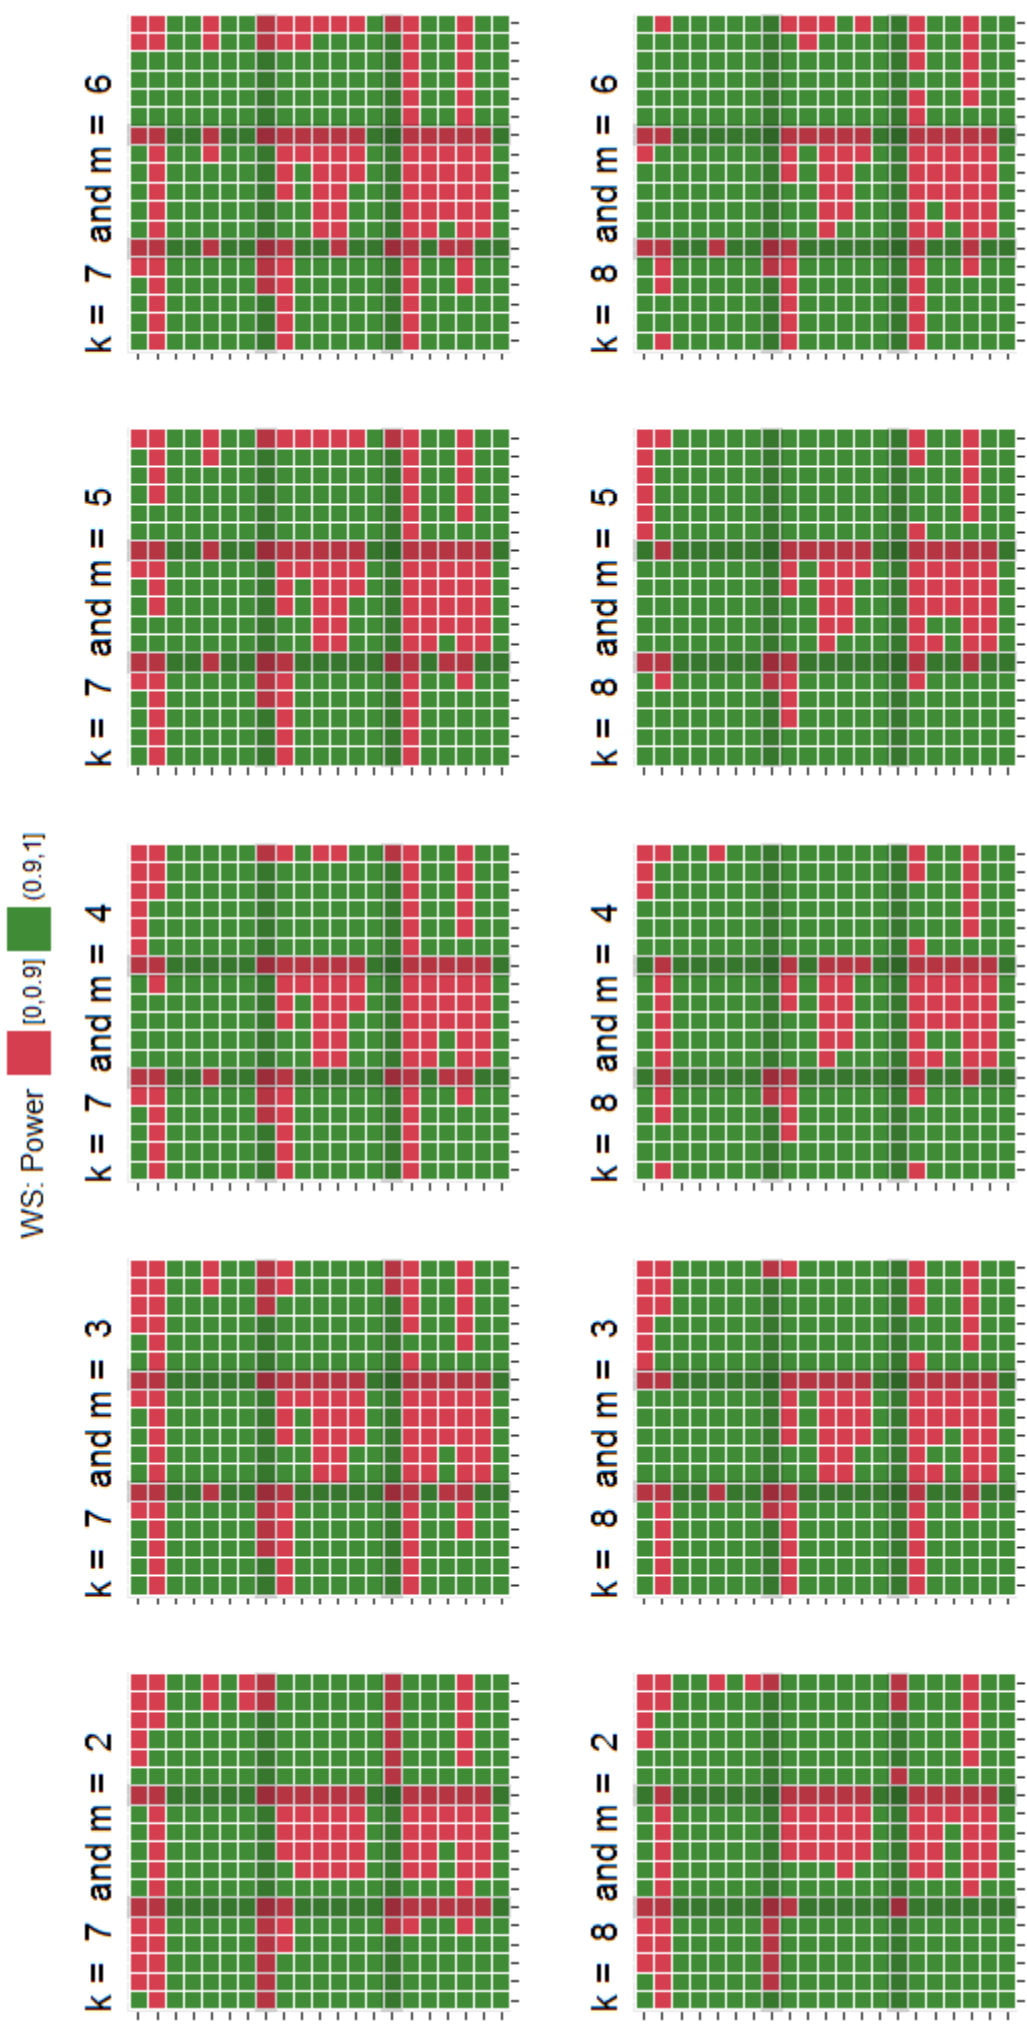 WS: Power [0,0.9] (0.9,1]
k = 7 and m = 2
k = 7 and m = 3
k = 7 and m = 4
k = 7 and m = 5
k = 7 and m = 6
k = 8 and m = 2
k = 8 and m = 3
k = 8 and m = 4
k = 8 and m = 5
k = 8 and m = 6